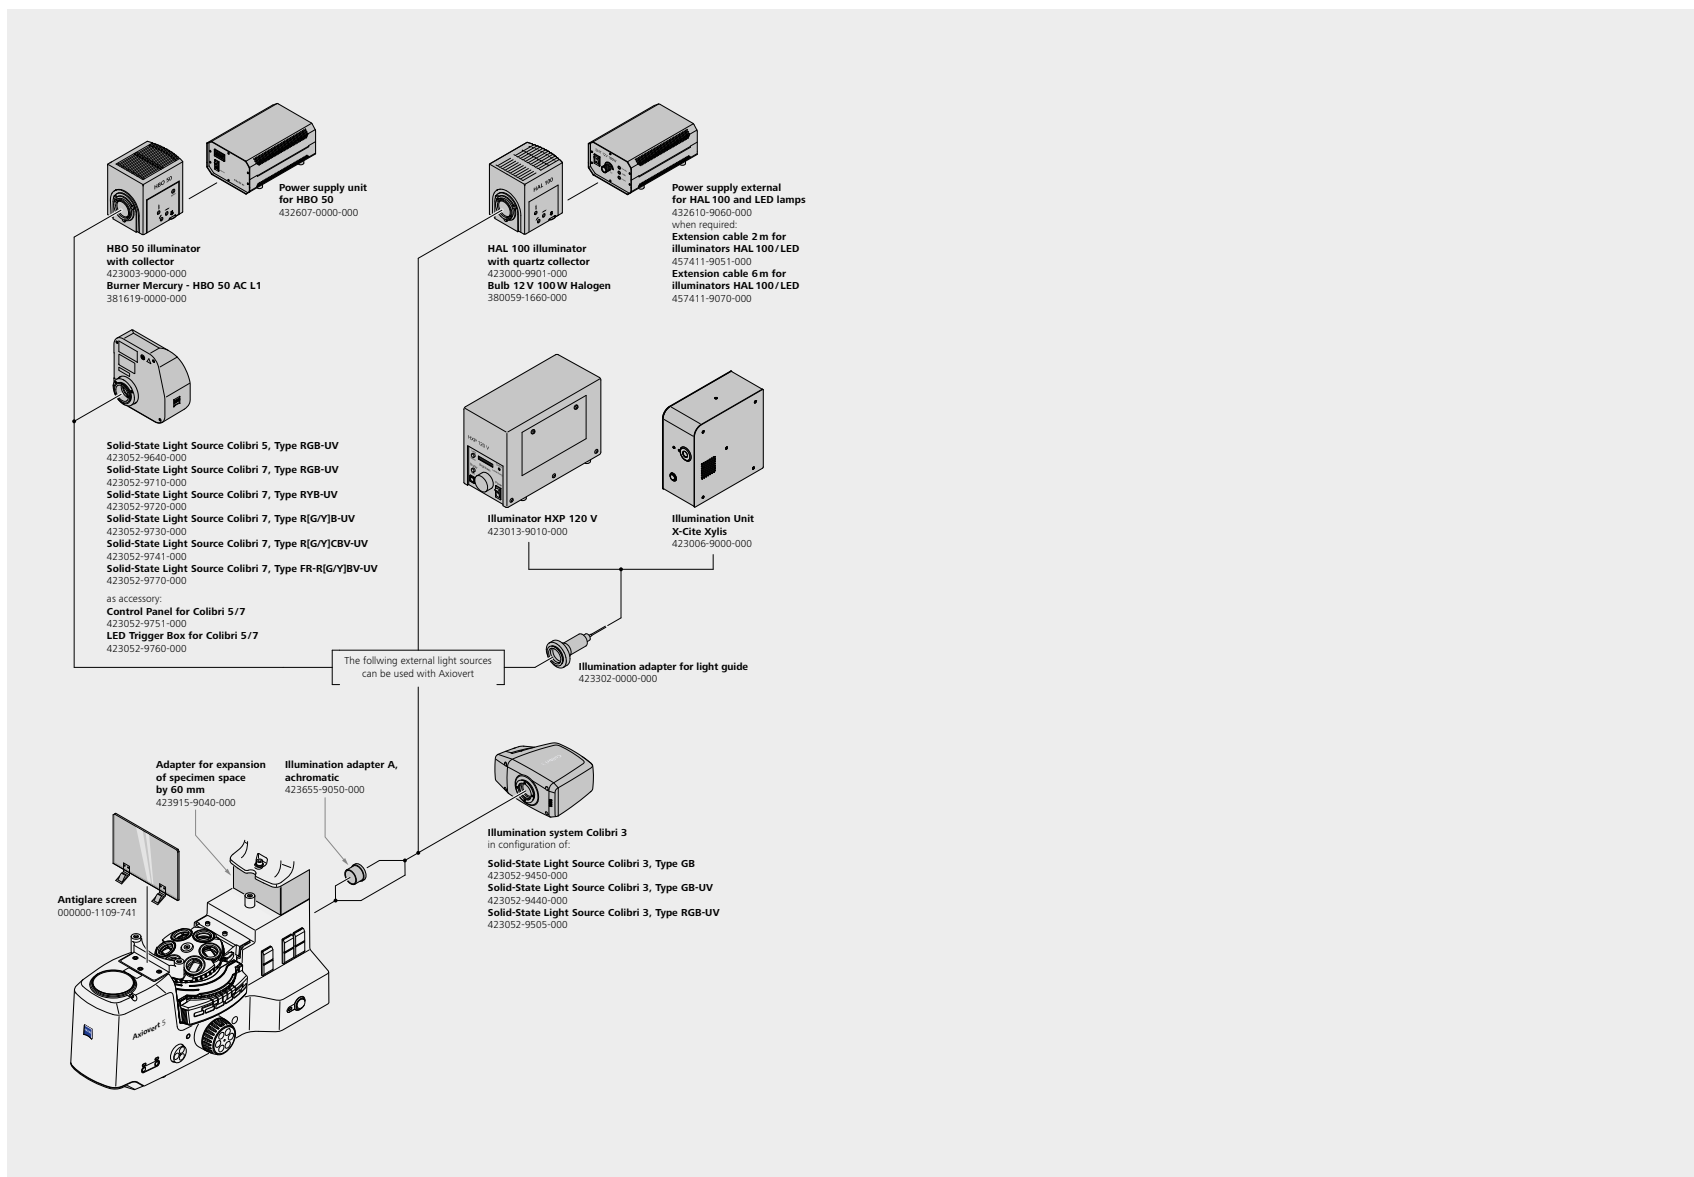 HBO 50
Power supply unit
for HBO 50
432607-0000-000
HBO 50 illuminator
with collector
423003-9000-000
Burner Mercury - HBO 50 AC L1
381619-0000-000
HAL 100
Power supply external
for HAL 100 and LED lamps
432610-9060-000
when required:
Extension cable 2 m for
illuminators HAL 100/LED
457411-9051-000
Extension cable 6 m for
illuminators HAL 100/LED
457411-9070-000
HAL 100 illuminator
with quartz collector
423000-9901-000
Bulb 12 V 100 W Halogen
380059-1660-000
Solid-State Light Source Colibri 5, Type RGB-UV
423052-9640-000
Solid-State Light Source Colibri 7, Type RGB-UV
423052-9710-000
Solid-State Light Source Colibri 7, Type RYB-UV
423052-9720-000
Solid-State Light Source Colibri 7, Type R[G/Y]B-UV
423052-9730-000
Solid-State Light Source Colibri 7, Type R[G/Y]CBV-UV
423052-9741-000
Solid-State Light Source Colibri 7, Type FR-R[G/Y]BV-UV
423052-9770-000
as accessory:
Control Panel for Colibri 5/7
423052-9751-000
LED Trigger Box for Colibri 5/7
423052-9760-000
HXP 120 V
Illuminator HXP 120 V
423013-9010-000
Illumination Unit
X-Cite Xylis
423006-9000-000
The follwing external light sources
can be used with Axiovert
Illumination adapter for light guide
423302-0000-000
Adapter for expansion
of specimen space
by 60 mm
423915-9040-000
Illumination adapter A,
achromatic
423655-9050-000
Illumination system Colibri 3
in configuration of:
Solid-State Light Source Colibri 3, Type GB
423052-9450-000
Solid-State Light Source Colibri 3, Type GB-UV
423052-9440-000
Solid-State Light Source Colibri 3, Type RGB-UV
423052-9505-000
Antiglare screen
000000-1109-741
Axiovert 5